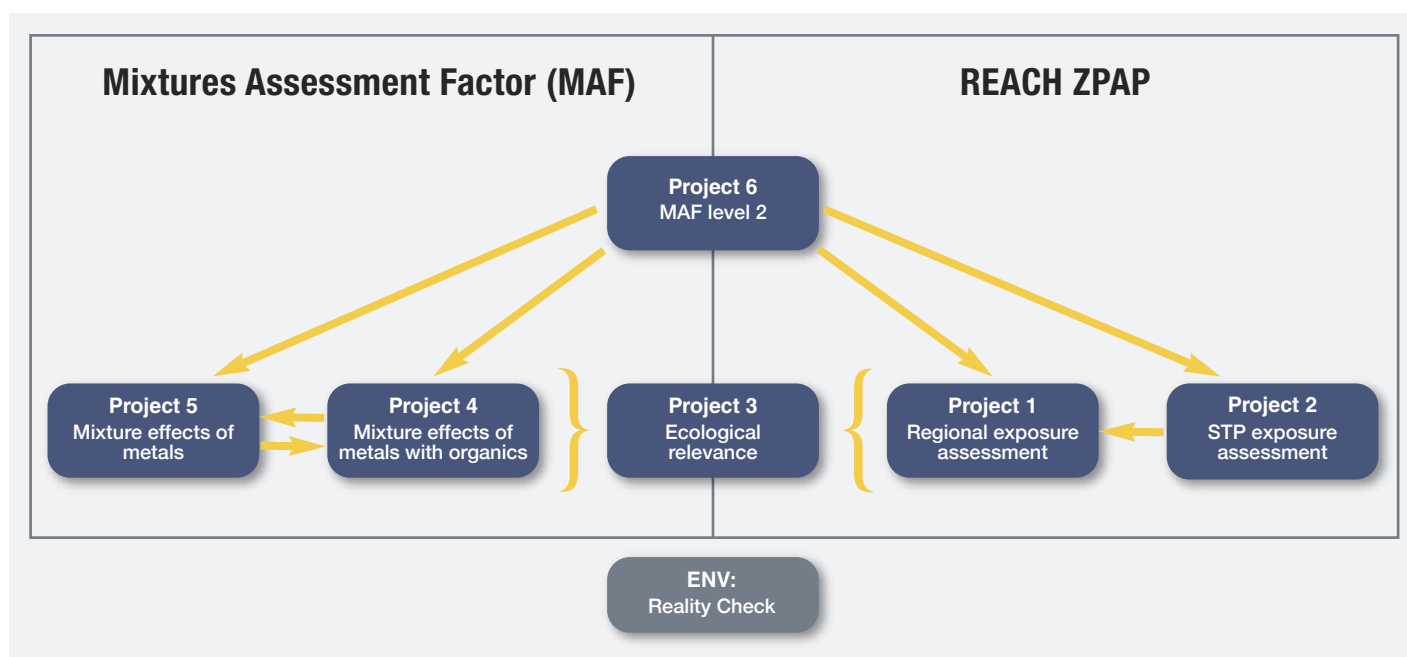 Mixtures Assessment Factor (MAF)
REACH ZPAP
Project 6
MAF level 2
Project 5
Mixture effects of
metals
Project 4
Mixture effects of
metals with organics
Project 3
Ecological
relevance
Project 1
Regional exposure
assessment
Project 2
STP exposure
assessment
ENV:
Reality Check